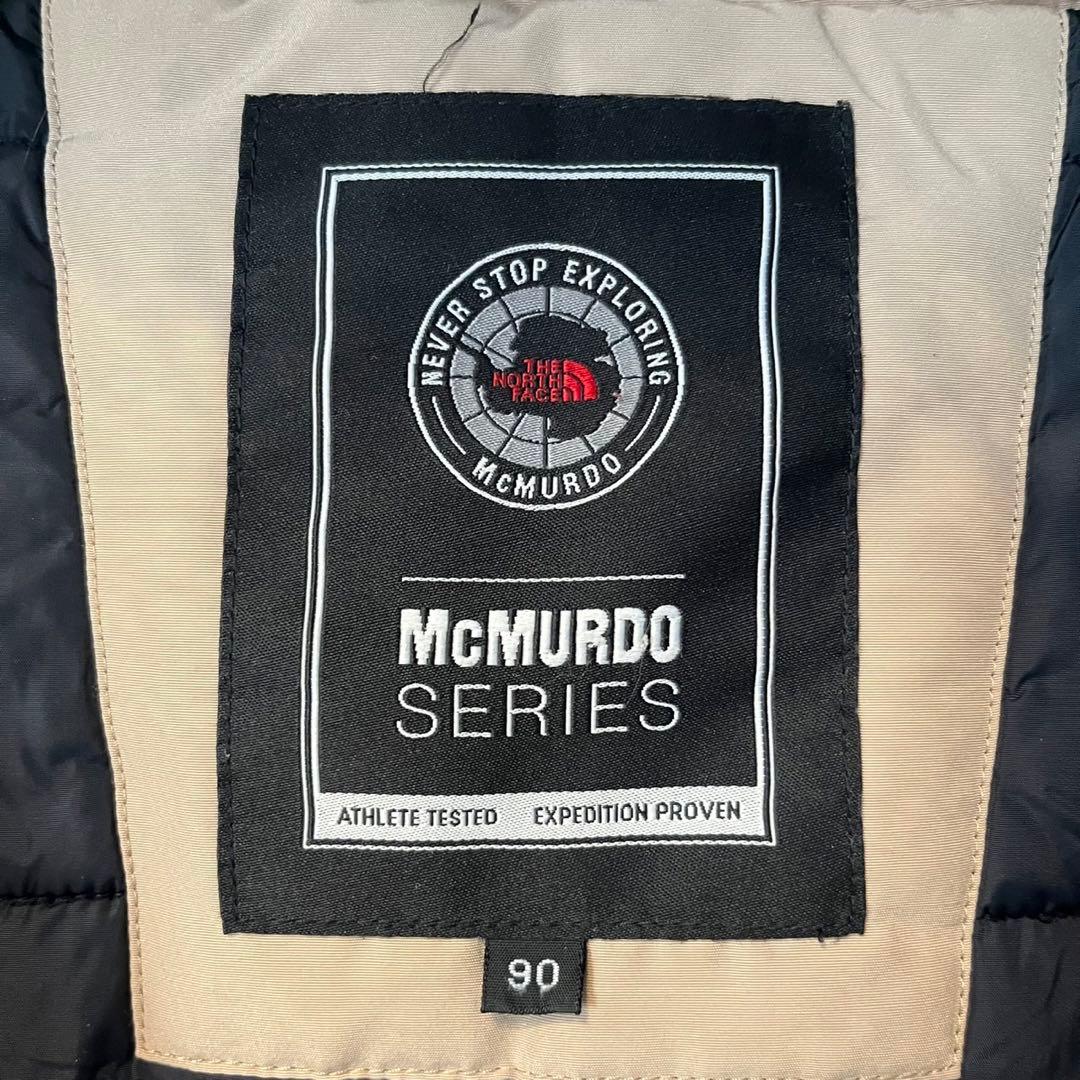 NEVER STOP EXPLORING
THE
NORTH
FACE
McMURDO
McMURDO
SERIES
ATHLETE TESTED EXPEDITION PROVEN
90